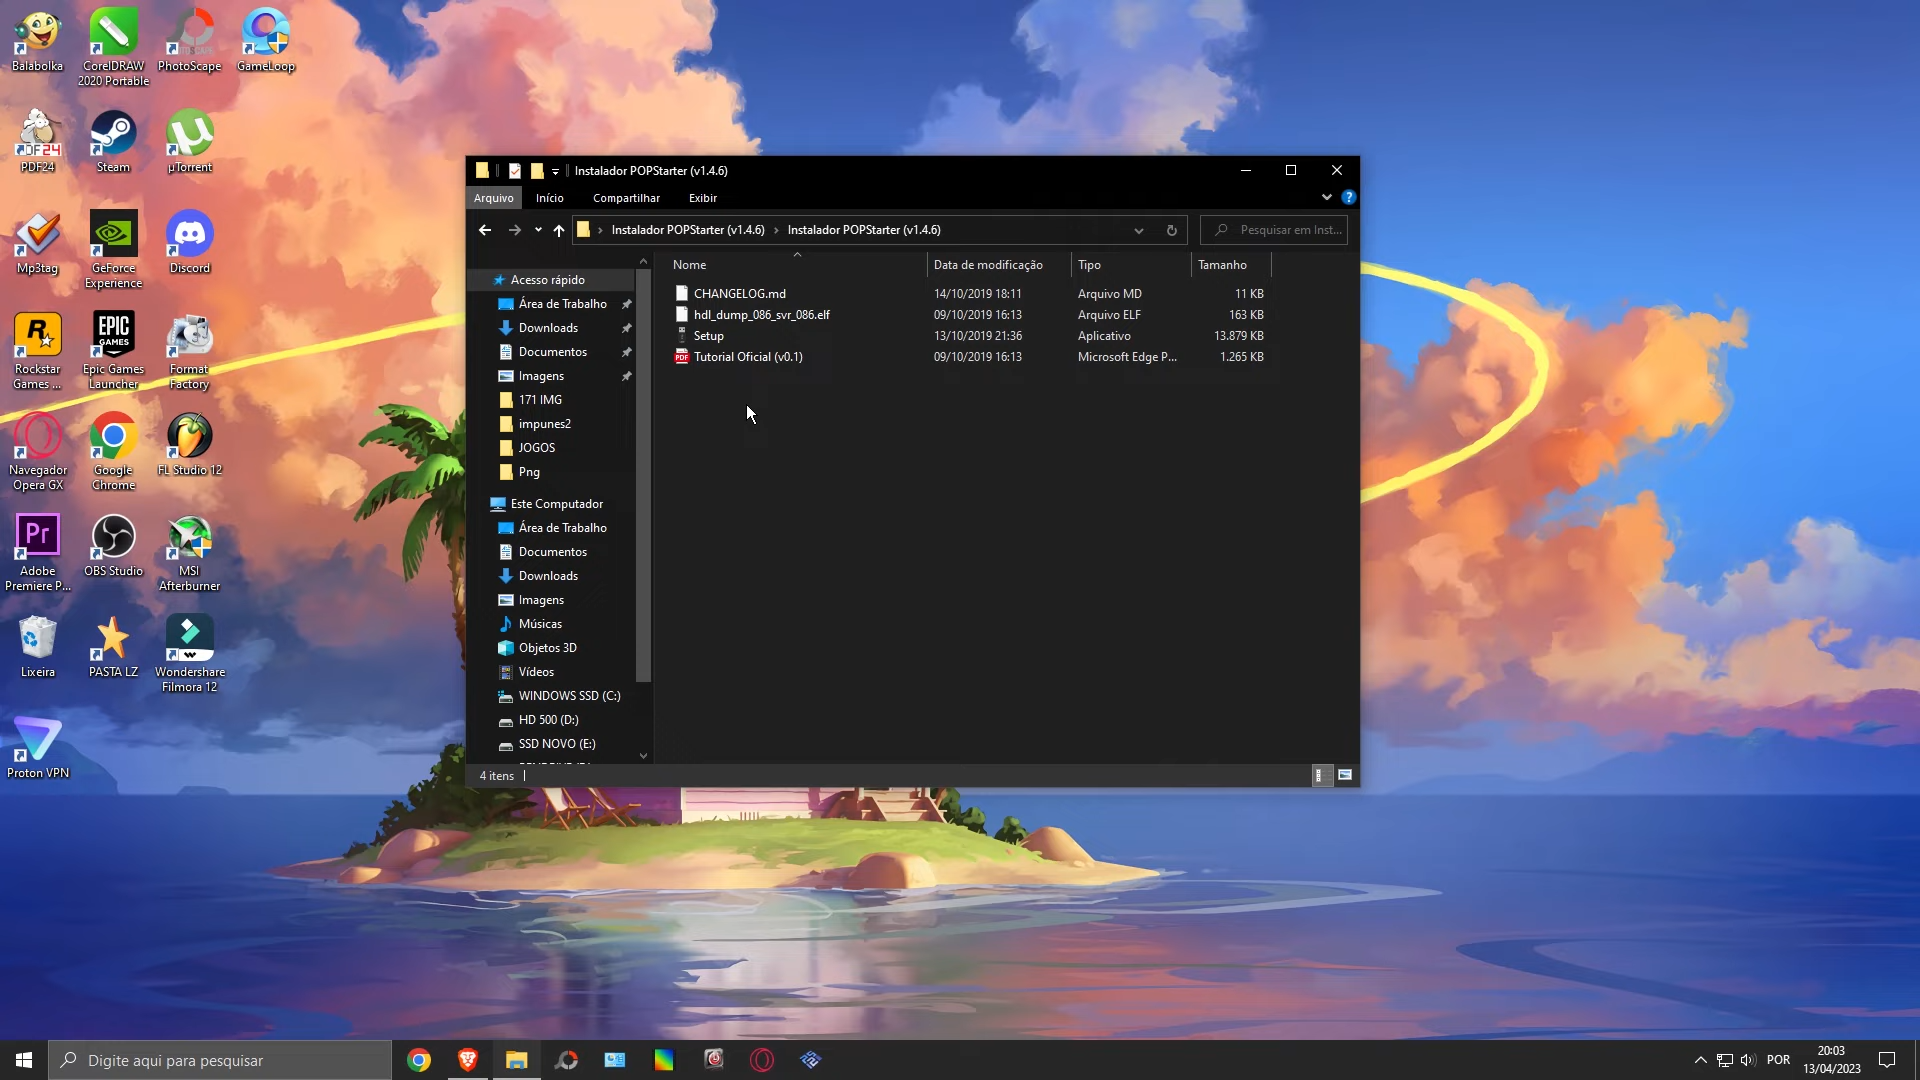 Balabolka
CorelDRAW
2020 Portable
PhotoScape
GameLoop
PDF24
Steam
µTorrent
Mp3tag
GeForce
Experience
Discord
Rockstar
Games ...
Epic Games
Launcher
Format
Factory
Navegador
Opera GX
Google
Chrome
FL Studio 12
Adobe
Premiere P...
OBS Studio
MSI
Afterburner
Lixeira
PASTA LZ
Wondershare
Filmora 12
Proton VPN
Instalador POPStarter (v1.4.6)
Arquivo Início Compartilhar Exibir
Instalador POPStarter (v1.4.6) › Instalador POPStarter (v1.4.6)
Pesquisar em Inst...
Acesso rápido
Área de Trabalho
Downloads
Documentos
Imagens
171 IMG
impunes2
JOGOS
Png
Este Computador
Área de Trabalho
Documentos
Downloads
Imagens
Músicas
Objetos 3D
Vídeos
WINDOWS SSD (C:)
HD 500 (D:)
SSD NOVO (E:)
Nome Data de modificação Tipo Tamanho
CHANGELOG.md 14/10/2019 18:11 Arquivo MD 11 KB
hdl_dump_086_svr_086.elf 09/10/2019 16:13 Arquivo ELF 163 KB
Setup 13/10/2019 21:36 Aplicativo 13.879 KB
Tutorial Oficial (v0.1) 09/10/2019 16:13 Microsoft Edge P... 1.265 KB
4 itens
Digite aqui para pesquisar
POR
20:03
13/04/2023